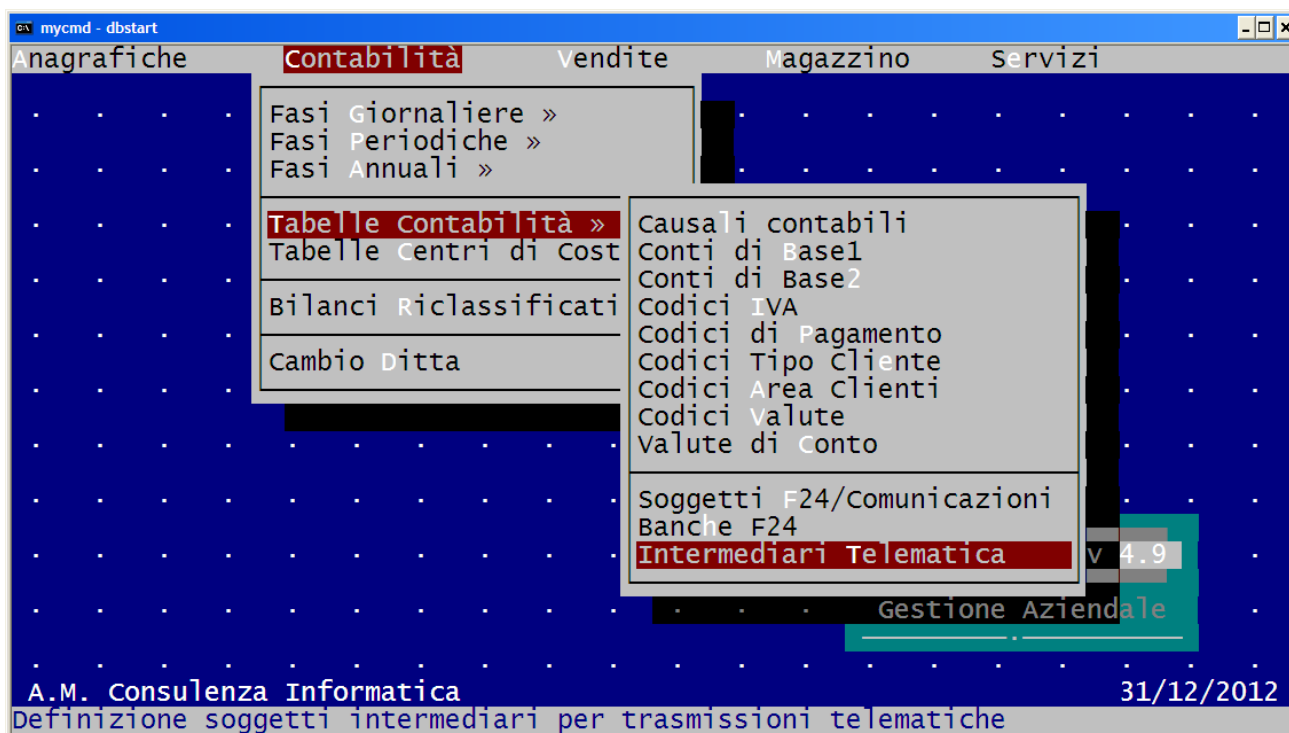 mycmd - dbstart
Anagrafiche Contabilità Vendite Magazzino Servizi
Fasi Giornaliere »
Fasi Periodiche »
Fasi Annuali »
Tabelle Contabilità »
Tabelle Centri di Cost
Bilanci Riclassificati
Cambio Ditta
Causali contabili
Conti di Base1
Conti di Base2
Codici IVA
Codici di Pagamento
Codici Tipo Cliente
Codici Area Clienti
Codici Valute
Valute di Conto
Soggetti F24/Comunicazioni
Banche F24
Intermediari Telematica
v 4.9
Gestione Aziendale
A.M. Consulenza Informatica 31/12/2012
Definizione soggetti intermediari per trasmissioni telematiche